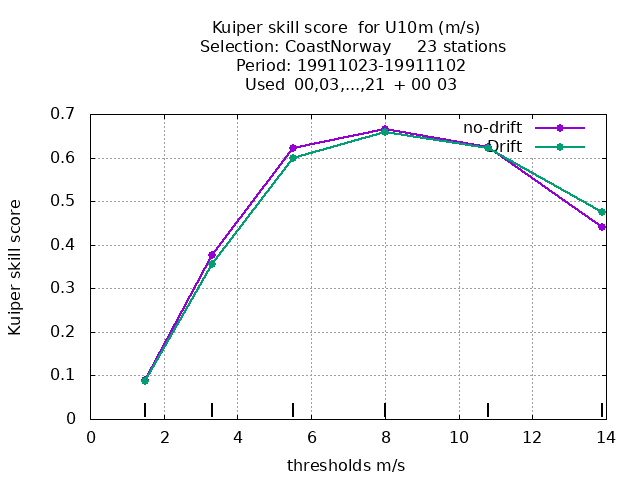 Kuiper skill score for U10m (m/s)
Selection: CoastNorway 23 stations
Period: 19911023-19911102
Used 00,03,...,21 + 00 03
no-drift
Drift
Kuiper skill score
0.7
0.6
0.5
0.4
0.3
0.2
0.1
0
0 2 4 6 8 10 12 14
thresholds m/s